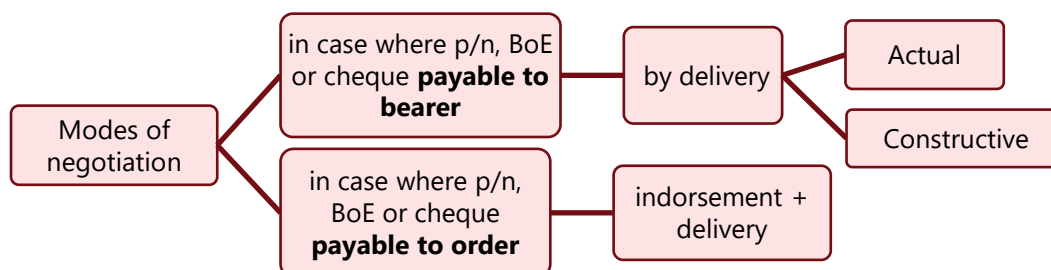 Modes of
negotiation
in case where p/n, BoE
or cheque payable to
bearer
by delivery
Actual
Constructive
in case where p/n,
BoE or cheque
payable to order
indorsement +
delivery